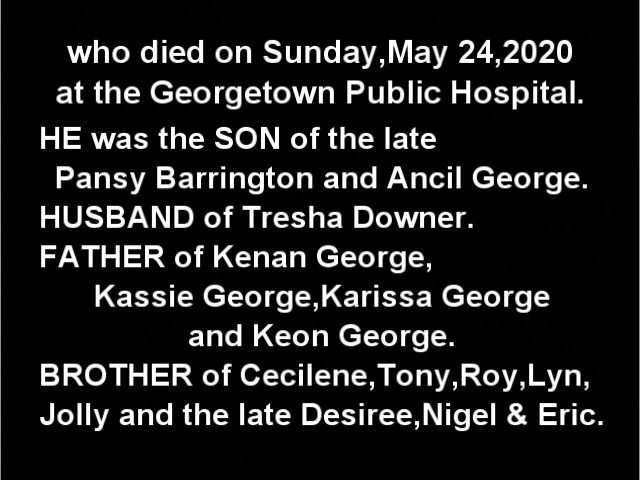 who died on Sunday,May 24,2020
at the Georgetown Public Hospital.
HE was the SON of the late
Pansy Barrington and Ancil George.
HUSBAND of Tresha Downer.
FATHER of Kenan George,
Kassie George,Karissa George
and Keon George.
BROTHER of Cecilene,Tony,Roy,Lyn,
Jolly and the late Desiree,Nigel & Eric.